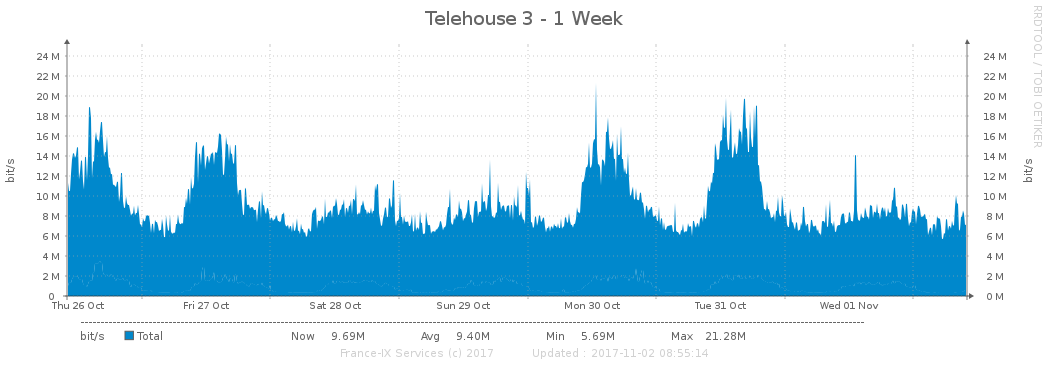 Telehouse 3 - 1 Week
RRDTOOL / TOBI OETIKER
24 M 24 M
22 M 22 M
20 M 20 M
18 M 18 M
16 M 16 M
14 M 14 M
12 M 12 M
10 M 10 M
8 M 8 M
6 M 6 M
4 M 4 M
2 M 2 M
0 0 M
bit/s
bit/s
Thu 26 Oct Fri 27 Oct Sat 28 Oct Sun 29 Oct Mon 30 Oct Tue 31 Oct Wed 01 Nov
bit/s Total Now 9.69M Avg 9.40M Min 5.69M Max 21.28M
France-IX Services (c) 2017 Updated : 2017-11-02 08:55:14